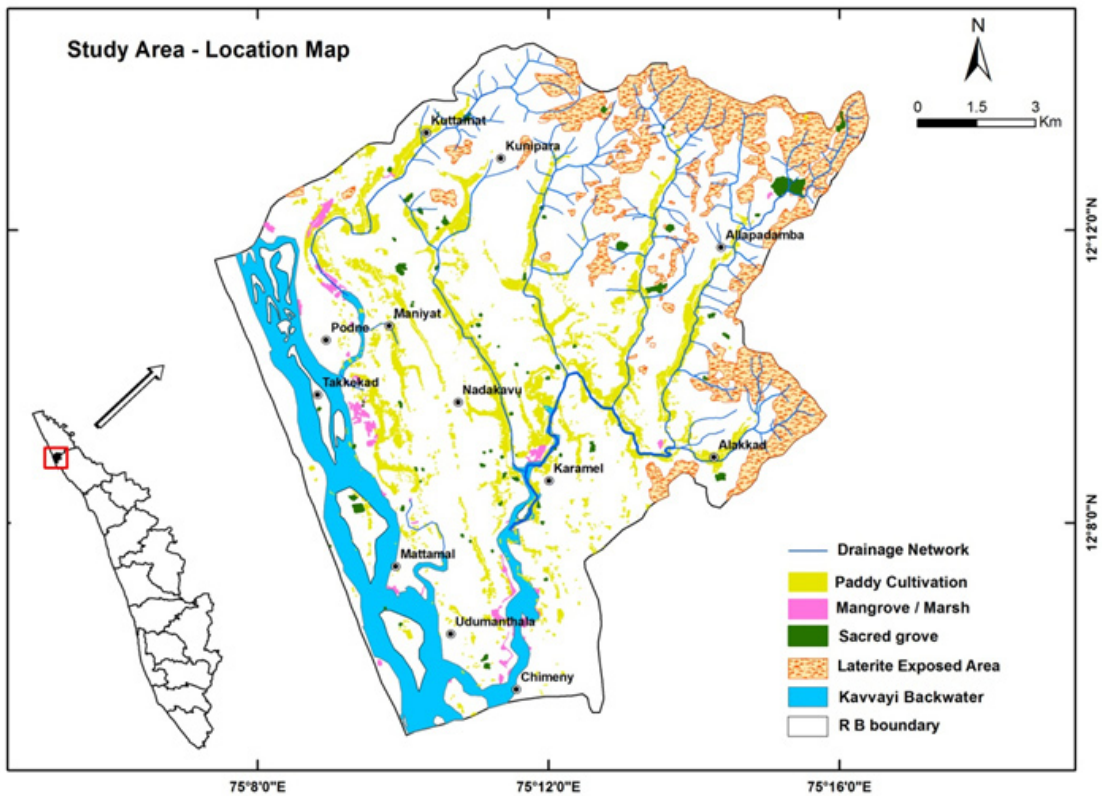 Study Area - Location Map
N
0 1.5 3
Km
Kuttamat
Kunipara
Allapadamba
12°12'0"N
Maniyat
Podne
Takkekad
Nadakavu
Alakkad
Karamel
12°8'0"N
Mattamal
Udumanthala
Chimeny
Drainage Network
Paddy Cultivation
Mangrove / Marsh
Sacred grove
Laterite Exposed Area
Kavvayi Backwater
R B boundary
75°8'0"E 75°12'0"E 75°16'0"E